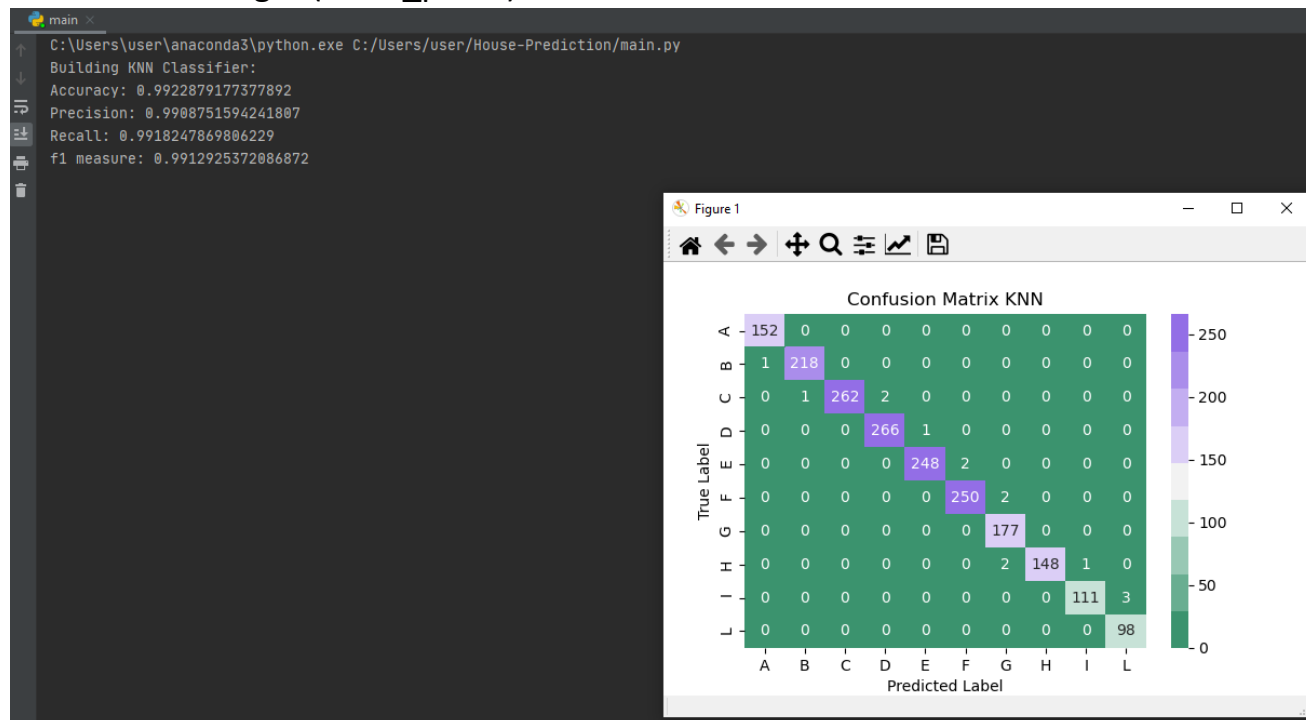 main
C:\Users\user\anaconda3\python.exe C:/Users/user/House-Prediction/main.py
Building KNN Classifier:
Accuracy: 0.9922879177377892
Precision: 0.9908751594241807
Recall: 0.9918247869806229
f1 measure: 0.9912925372086872
Figure 1
Confusion Matrix KNN
True Label
A 152 0 0 0 0 0 0 0 0 0
B 1 218 0 0 0 0 0 0 0 0
C 0 1 262 2 0 0 0 0 0 0
D 0 0 0 266 1 0 0 0 0 0
E 0 0 0 0 248 2 0 0 0 0
F 0 0 0 0 0 250 2 0 0 0
G 0 0 0 0 0 0 177 0 0 0
H 0 0 0 0 0 0 2 148 1 0
I 0 0 0 0 0 0 0 0 111 3
L 0 0 0 0 0 0 0 0 0 98
A B C D E F G H I L
Predicted Label
250
200
150
100
50
0